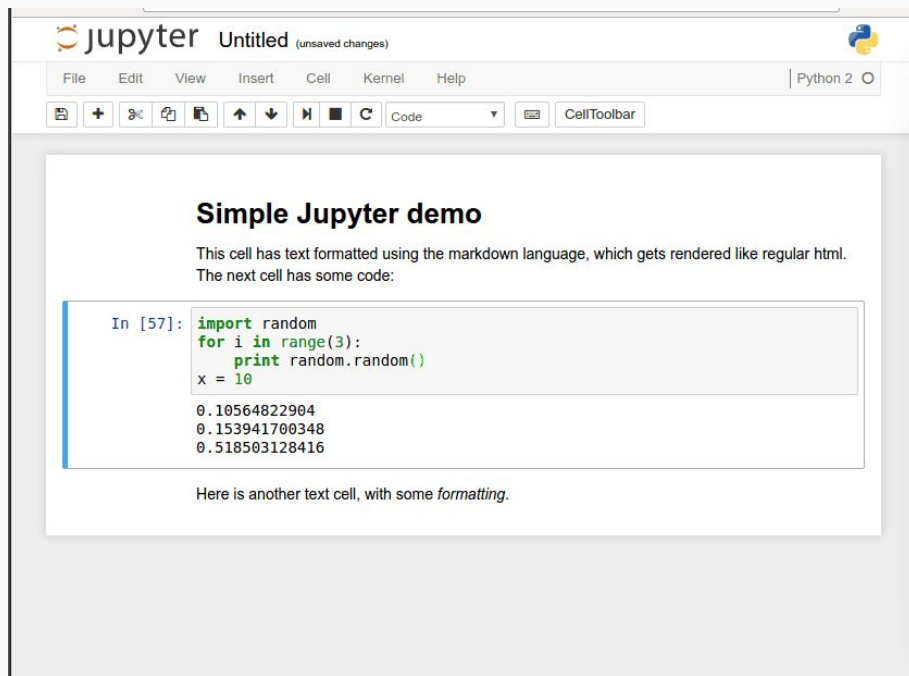 jupyter Untitled (unsaved changes)
File Edit View Insert Cell Kernel Help Python 2
Code CellToolbar
Simple Jupyter demo
This cell has text formatted using the markdown language, which gets rendered like regular html.
The next cell has some code:
In [57]: import random
for i in range(3):
    print random.random()
x = 10
0.10564822904
0.153941700348
0.518503128416
Here is another text cell, with some formatting.